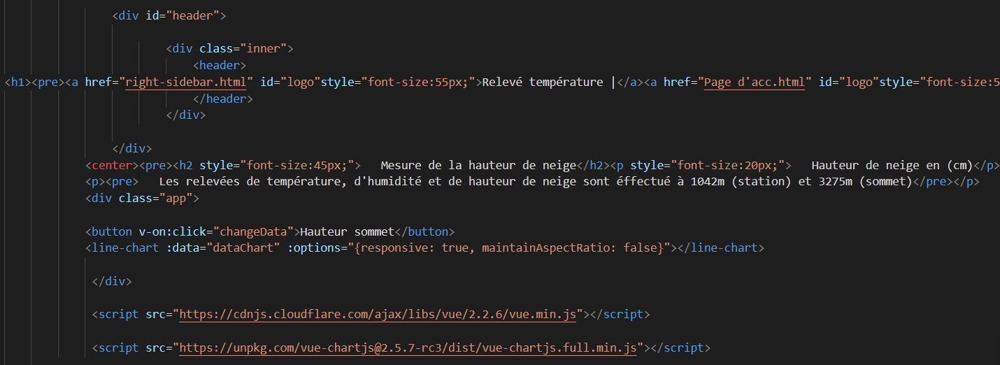 <div id="header">
<div class="inner">
<header>
<h1><pre><a href="right-sidebar.html" id="logo"style="font-size:55px;">Relevé température |</a><a href="Page d'acc.html" id="logo"style="font-size:5
</header>
</div>
</div>
<center><pre><h2 style="font-size:45px;">   Mesure de la hauteur de neige</h2><p style="font-size:20px;">   Hauteur de neige en (cm)</p>
<p><pre>   Les relevées de température, d'humidité et de hauteur de neige sont éffectué à 1042m (station) et 3275m (sommet)</pre></p>
<div class="app">
<button v-on:click="changeData">Hauteur sommet</button>
<line-chart :data="dataChart" :options="{responsive: true, maintainAspectRatio: false}"></line-chart>
</div>
<script src="https://cdnjs.cloudflare.com/ajax/libs/vue/2.2.6/vue.min.js"></script>
<script src="https://unpkg.com/vue-chartjs@2.5.7-rc3/dist/vue-chartjs.full.min.js"></script>